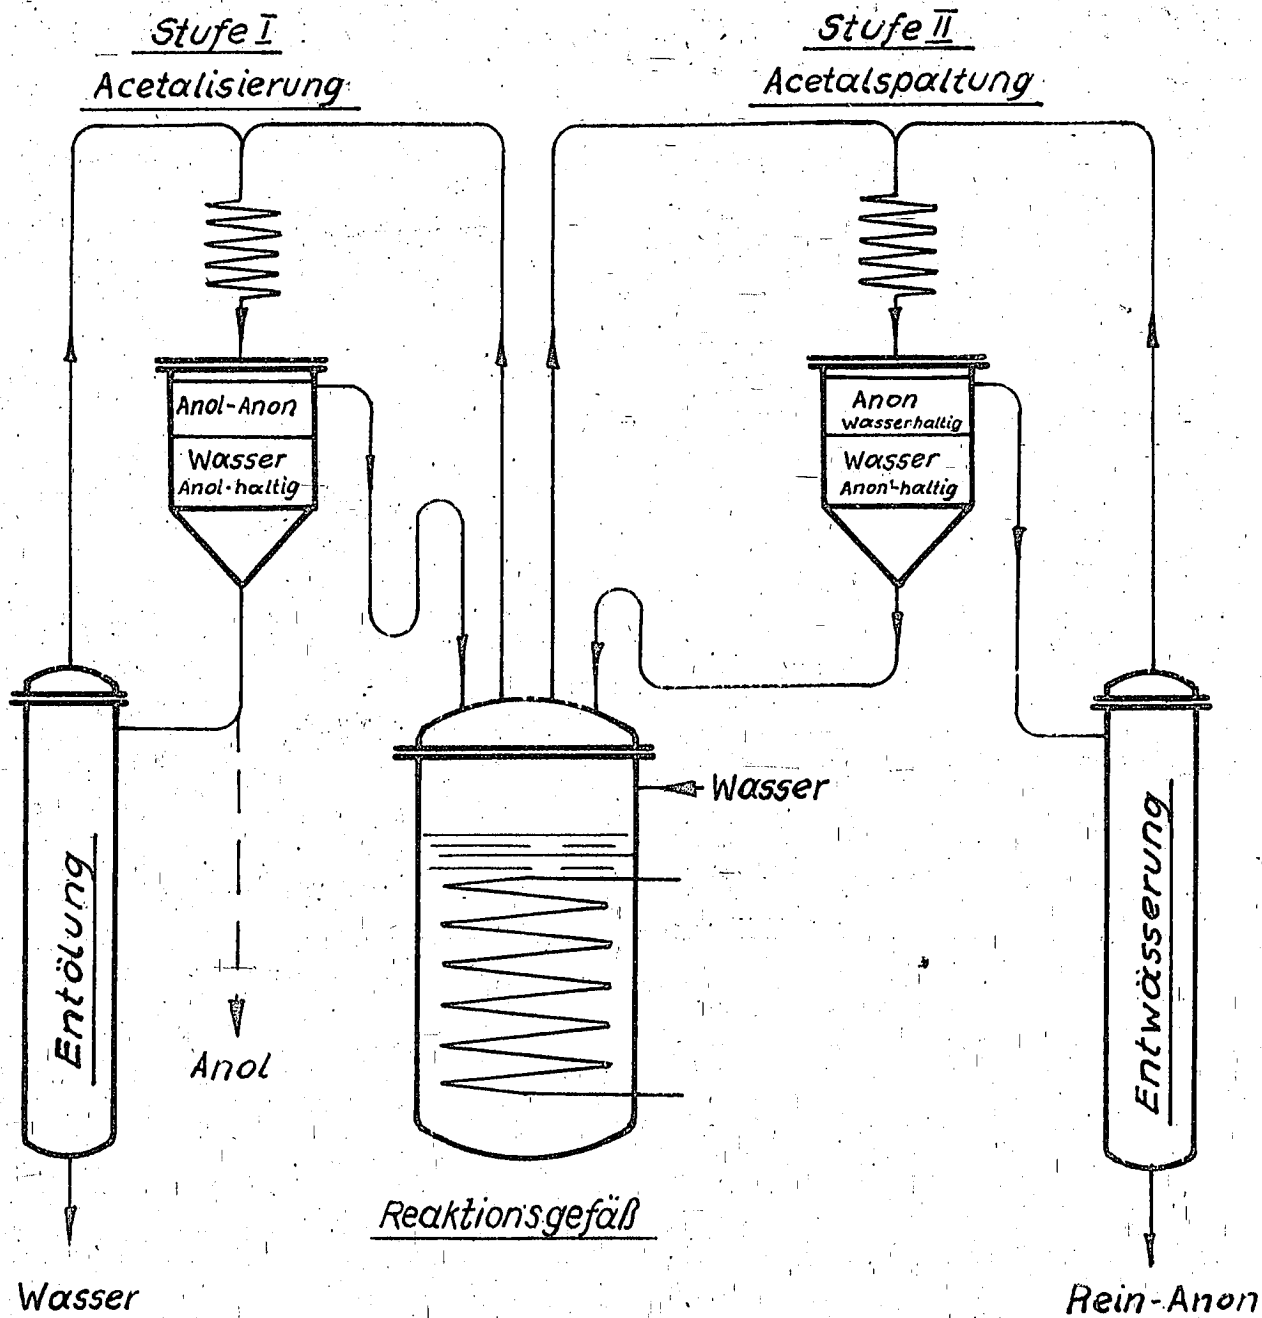 Stufe I
Acetalisierung
Stufe II
Acetalspaltung
Anol-Anon
Wasser
Anol-haltig
Anon
Wasserhaltig
Wasser
Anon-haltig
Wasser
Entölung
Entwässerung
Anol
Reaktionsgefäß
Wasser
Rein-Anon